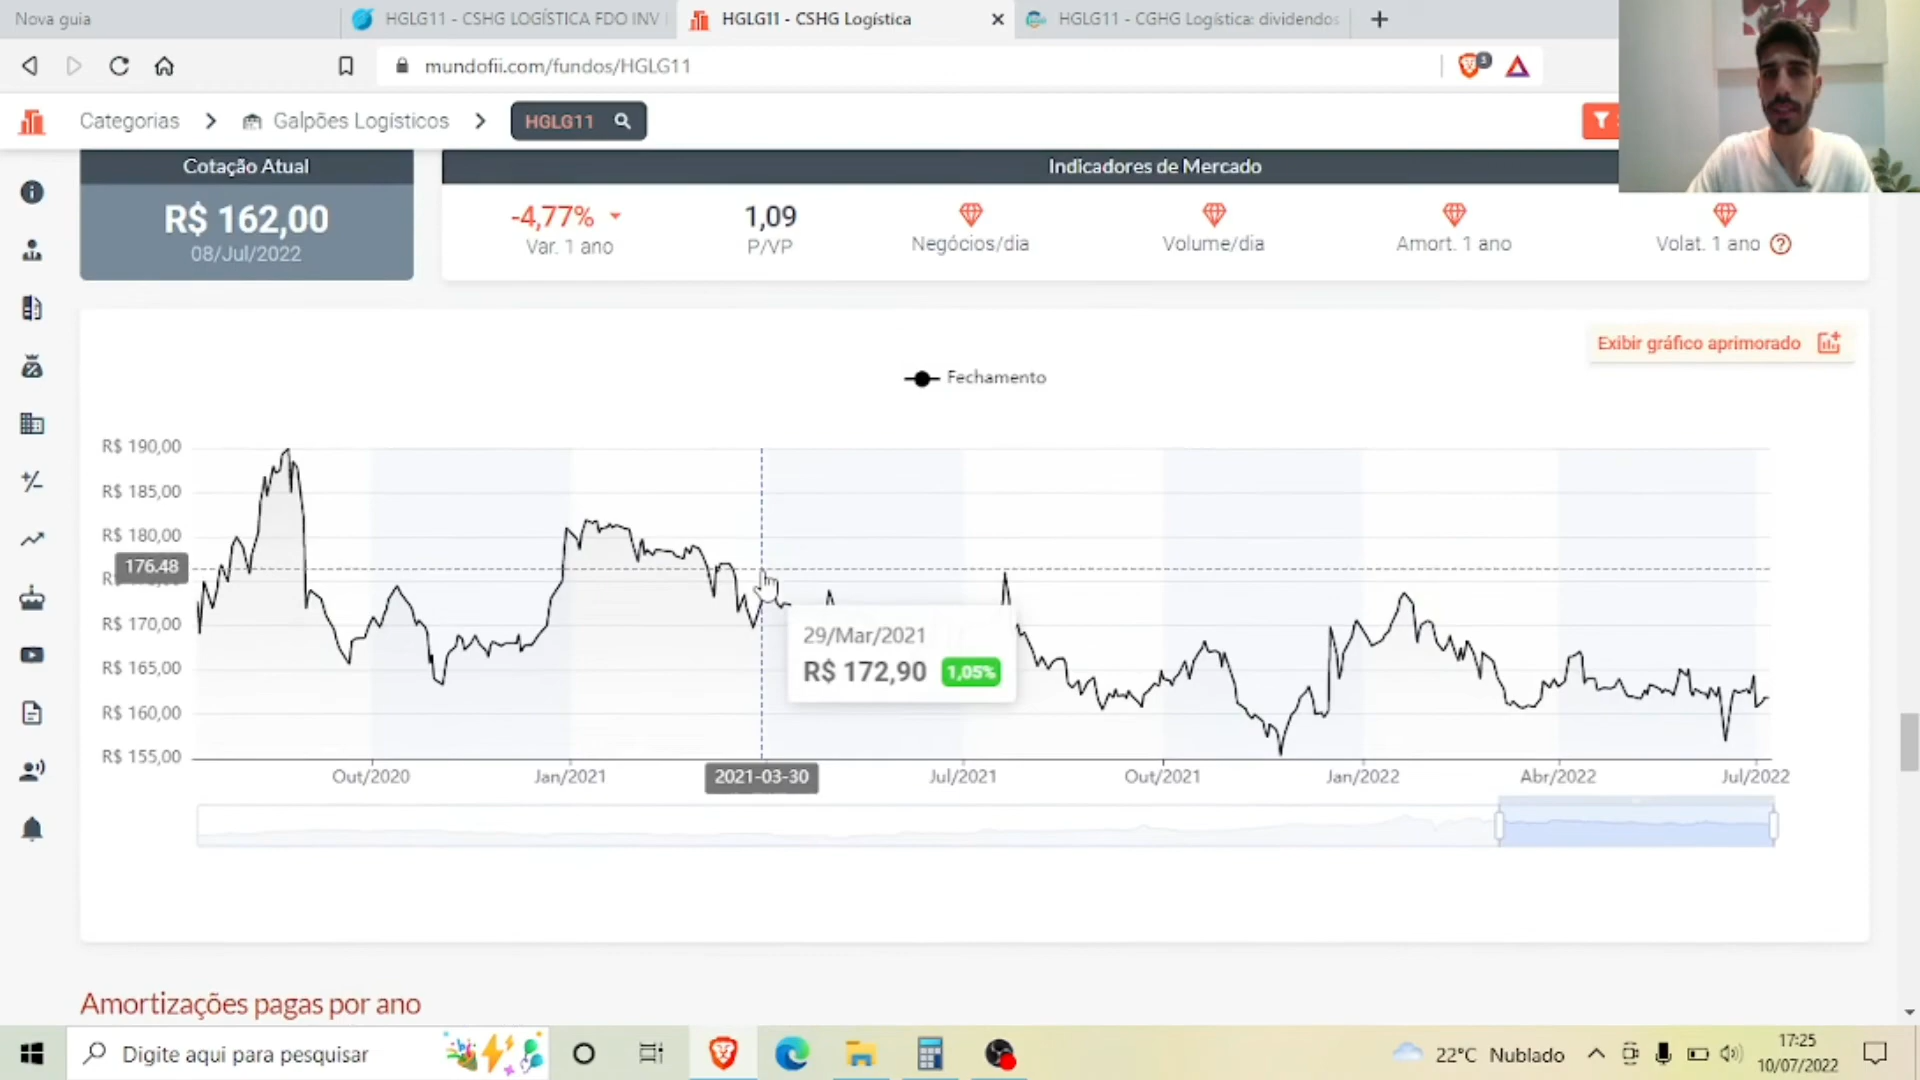 Nova guia
HGLG11 - CSHG LOGÍSTICA FDO INV
HGLG11 - CSHG Logística
HGLG11 - CGHG Logística: dividendos
mundofii.com/fundos/HGLG11
3
Categorias
Galpões Logísticos
HGLG11
Cotação Atual
R$ 162,00
08/Jul/2022
Indicadores de Mercado
-4,77%
Var. 1 ano
1,09
P/VP
Negócios/dia
Volume/dia
Amort. 1 ano
Volat. 1 ano
Exibir gráfico aprimorado
Fechamento
R$ 190,00
R$ 185,00
R$ 180,00
176.48
R$ 170,00
R$ 165,00
R$ 160,00
R$ 155,00
29/Mar/2021
R$ 172,90 1,05%
Out/2020
Jan/2021
2021-03-30
Jul/2021
Out/2021
Jan/2022
Abr/2022
Jul/2022
Amortizações pagas por ano
Digite aqui para pesquisar
22°C Nublado
17:25
10/07/2022